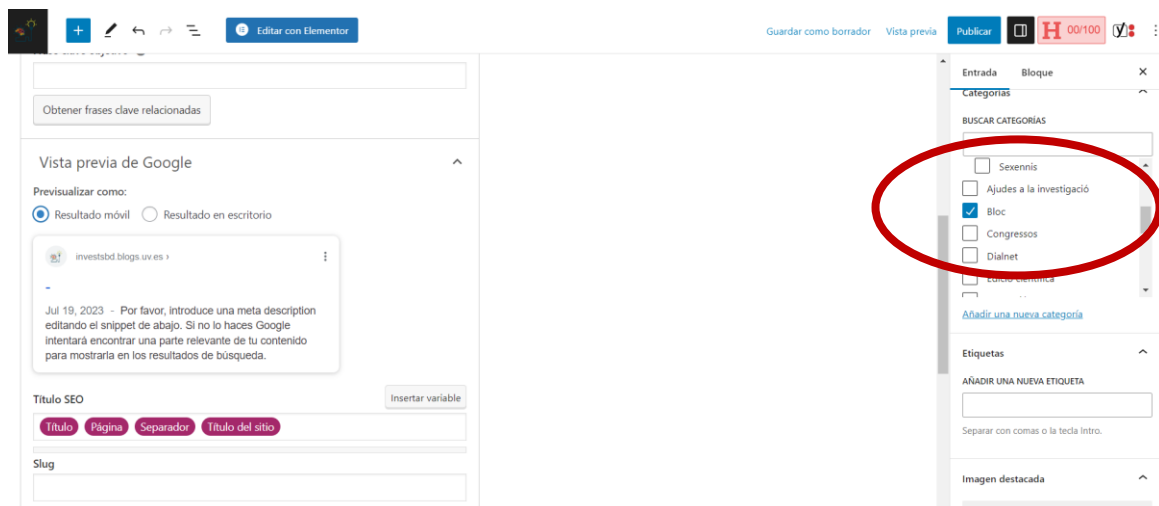 Editar con Elementor
Guardar como borrador
Vista previa
Publicar
H 00/100
Obtener frases clave relacionadas
Vista previa de Google
Previsualizar como:
Resultado móvil
Resultado en escritorio
investsbd.blogs.uv.es ›
-
Jul 19, 2023 - Por favor, introduce una meta description
editando el snippet de abajo. Si no lo haces Google
intentará encontrar una parte relevante de tu contenido
para mostrarla en los resultados de búsqueda.
Título SEO
Insertar variable
Título Página Separador Título del sitio
Slug
Entrada Bloque
Categorías
BUSCAR CATEGORÍAS
Sexennis
Ajudes a la investigació
Bloc
Congressos
Dialnet
Edició científica
Añadir una nueva categoría
Etiquetas
AÑADIR UNA NUEVA ETIQUETA
Separar con comas o la tecla Intro.
Imagen destacada